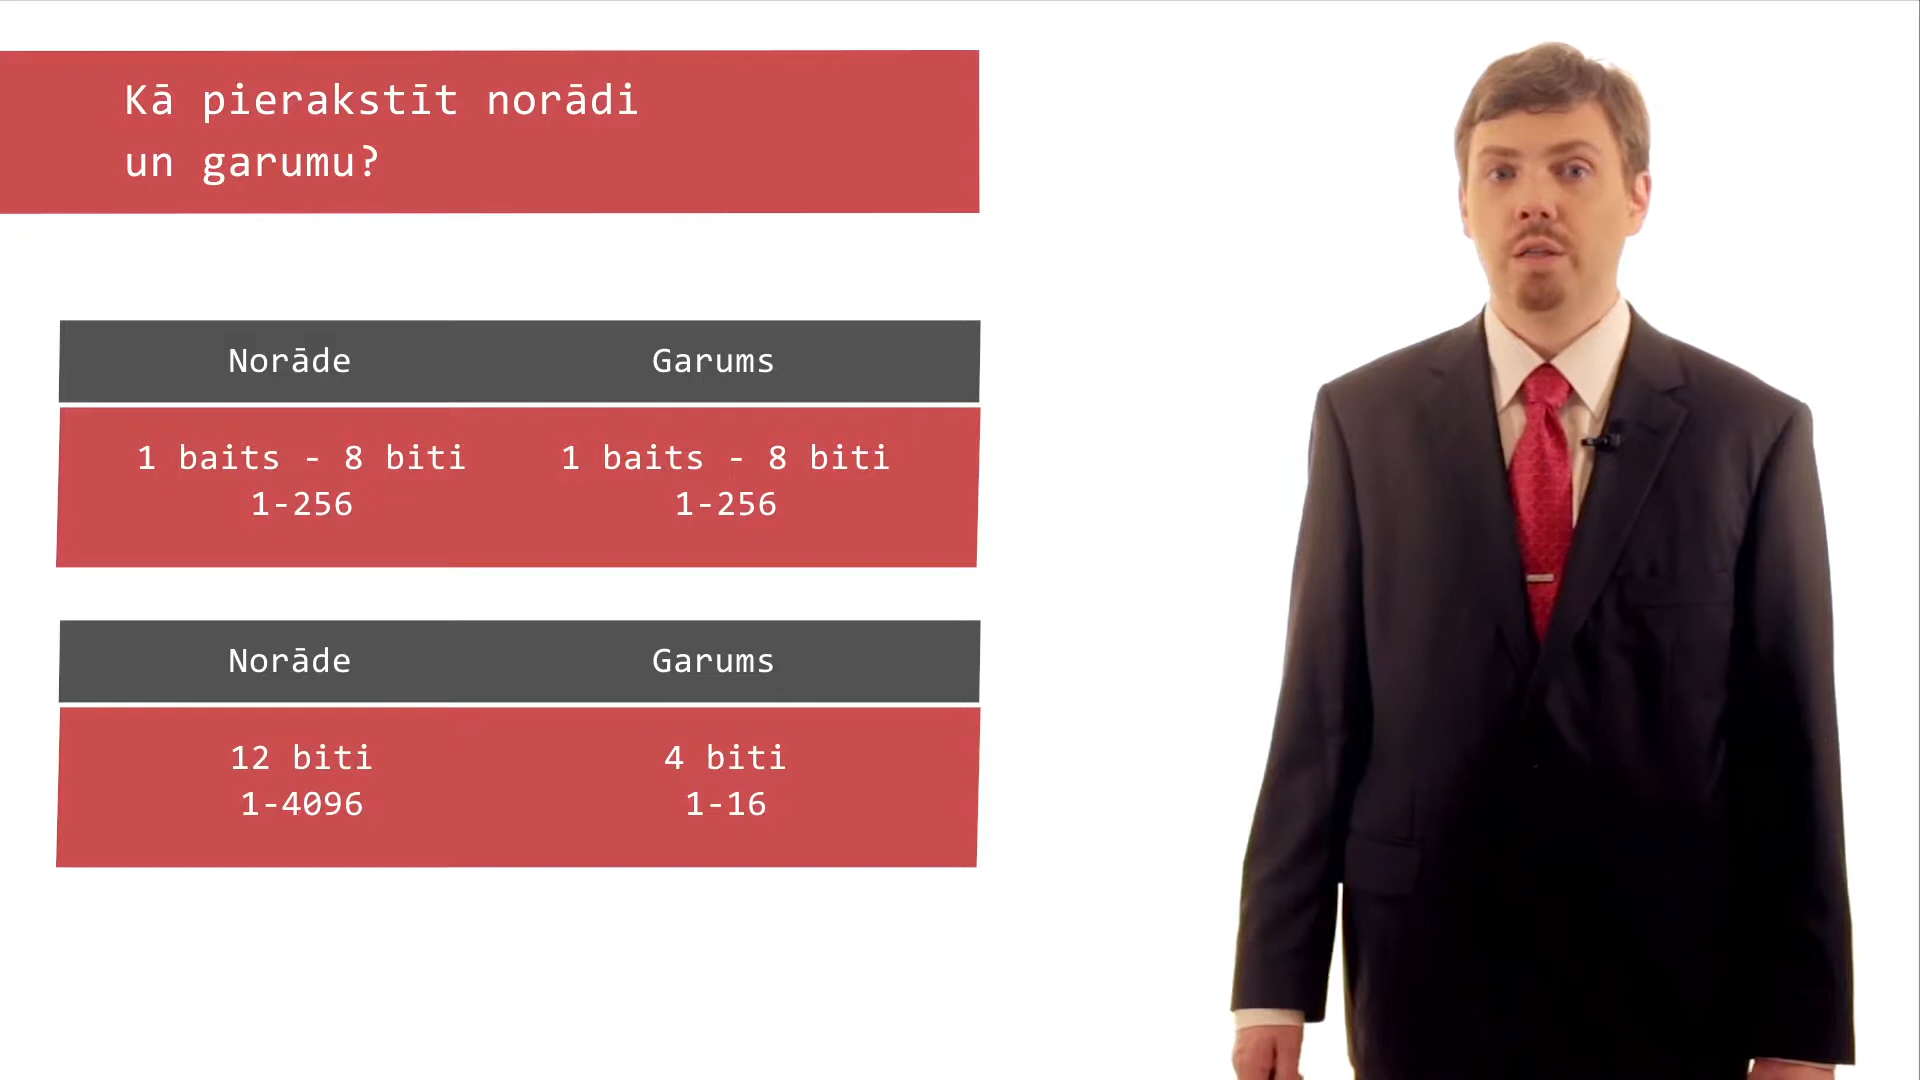 Kā pierakstīt norādi
un garumu?
Norāde Garums
1 baits - 8 biti 1 baits - 8 biti
1-256 1-256
Norāde Garums
12 biti 4 biti
1-4096 1-16